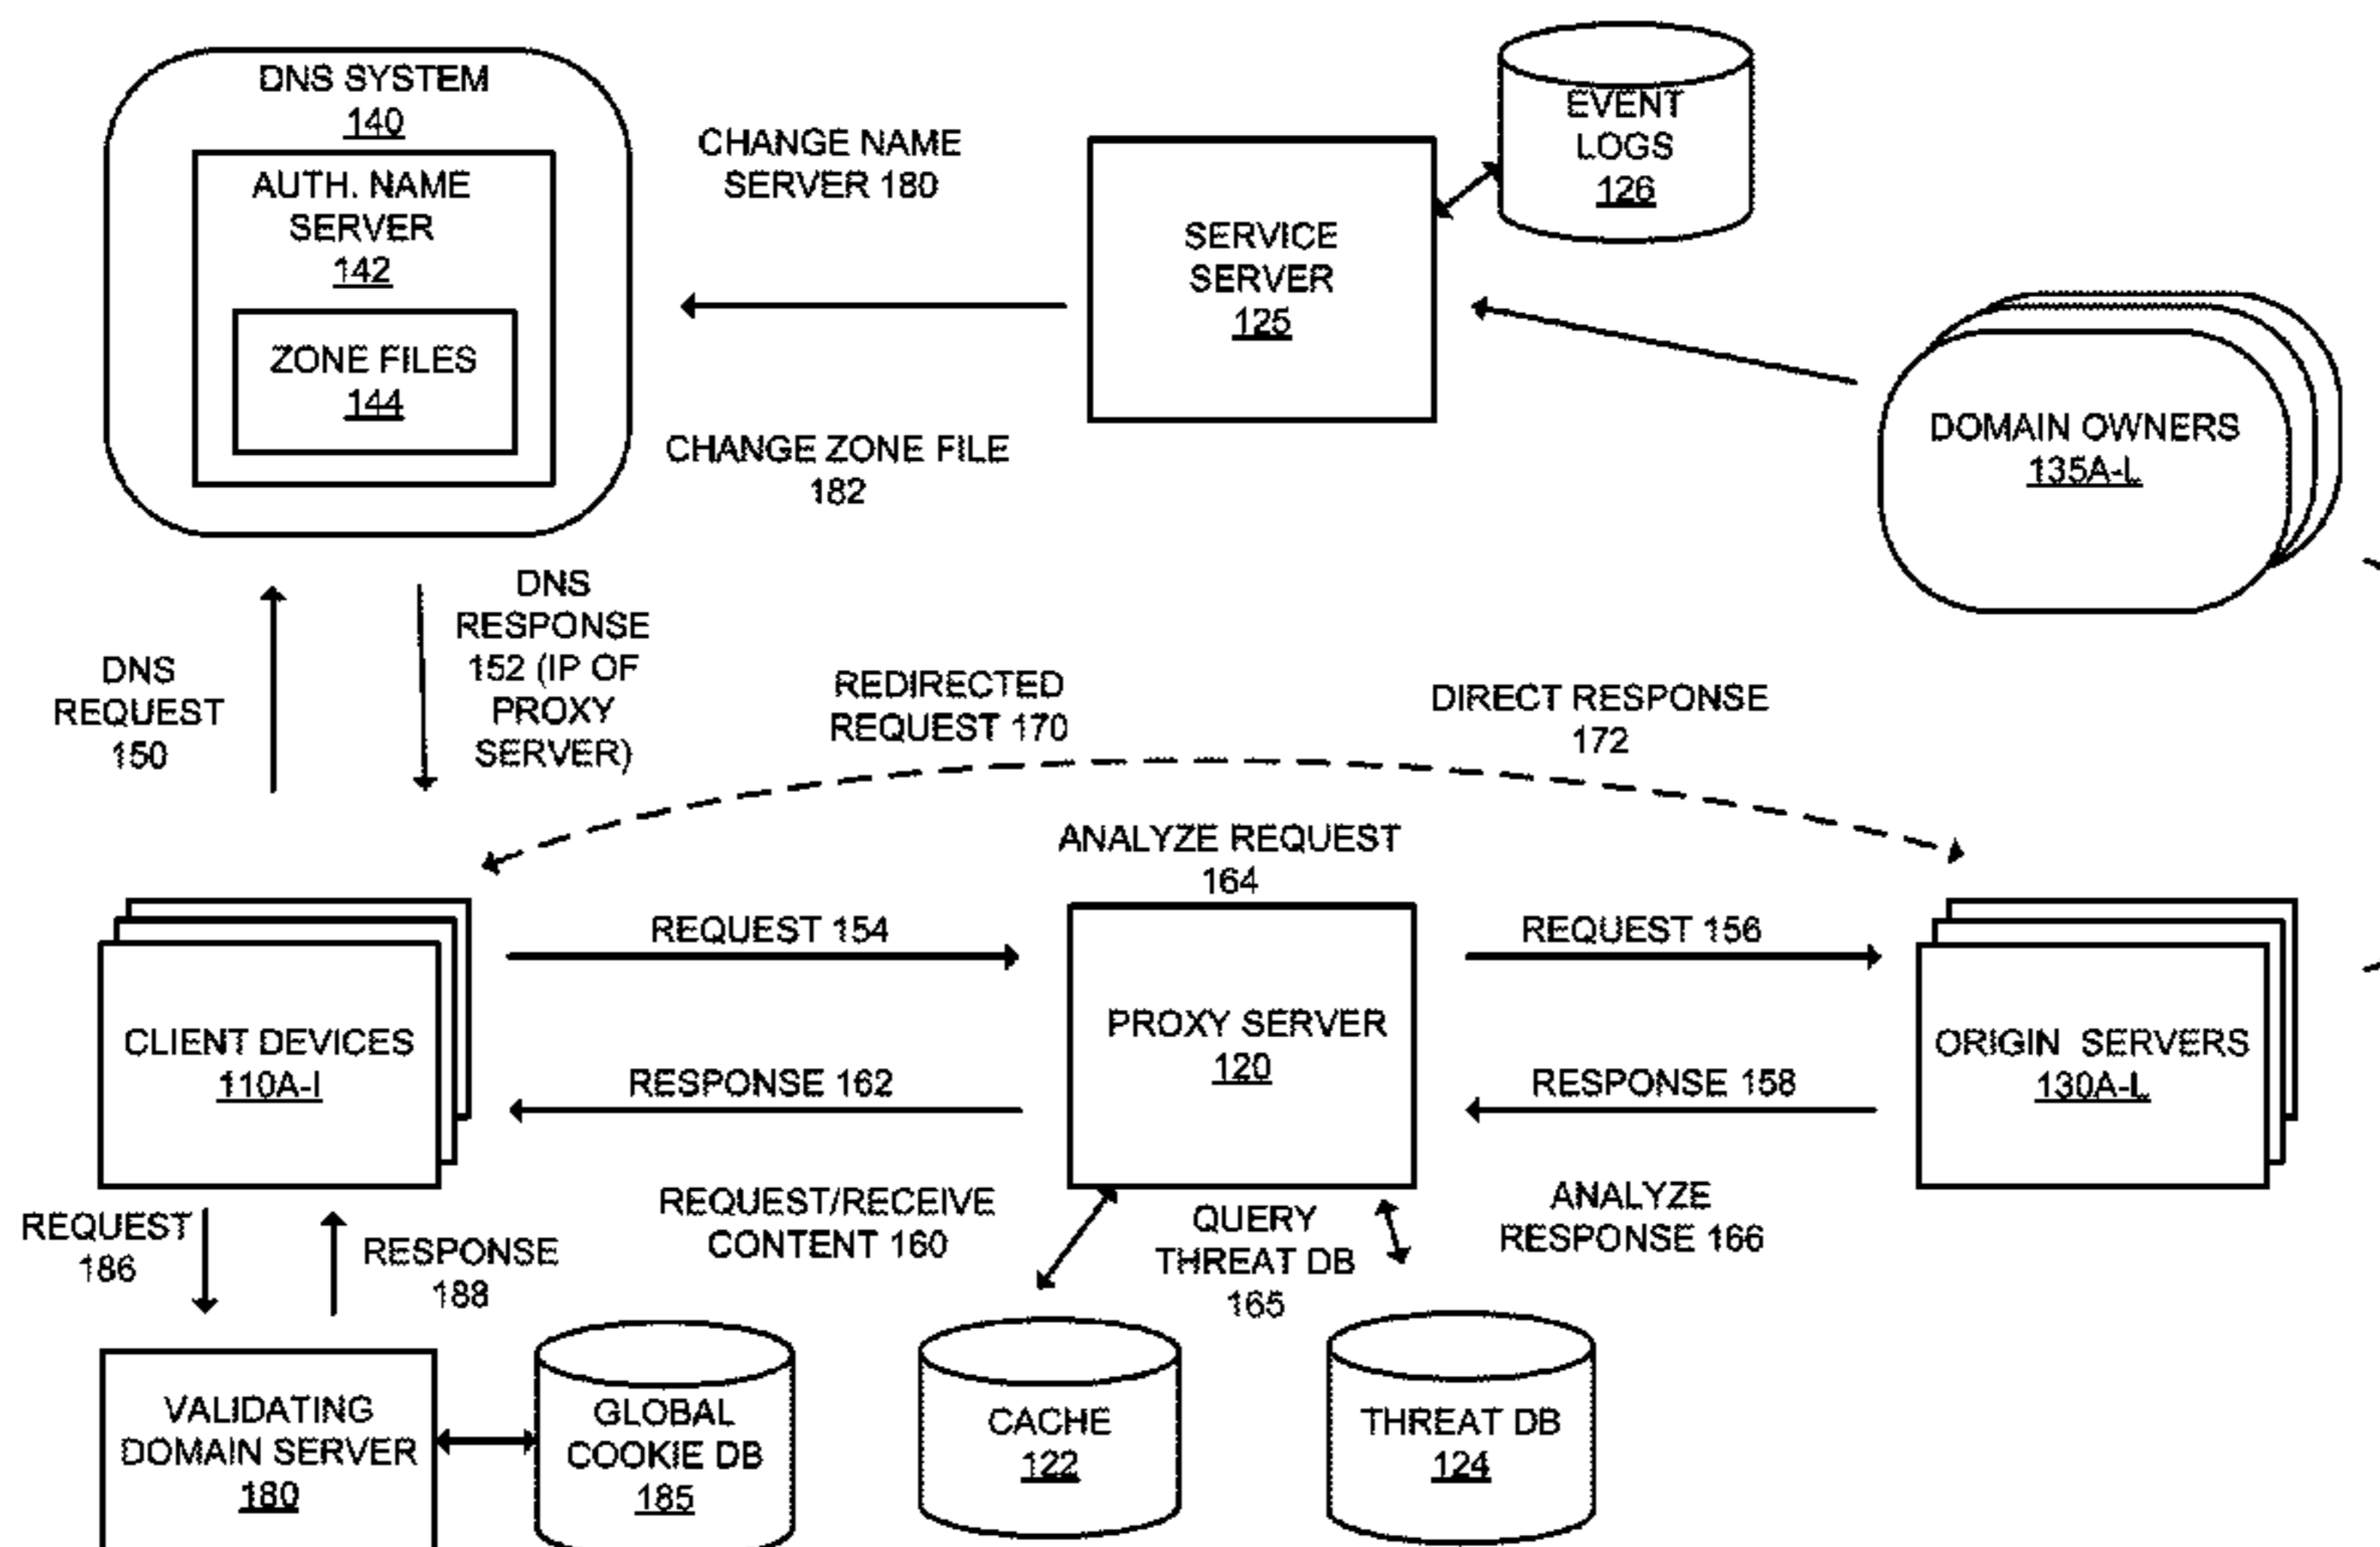 DNS SYSTEM
140
AUTH. NAME
SERVER
142
ZONE FILES
144
CHANGE NAME
SERVER 180
CHANGE ZONE FILE
182
SERVICE
SERVER
125
EVENT
LOGS
126
DOMAIN OWNERS
135A-L
DNS
REQUEST
150
DNS
RESPONSE
152 (IP OF
PROXY
SERVER)
REDIRECTED
REQUEST 170
DIRECT RESPONSE
172
ANALYZE REQUEST
164
CLIENT DEVICES
110A-I
REQUEST 154
RESPONSE 162
PROXY SERVER
120
REQUEST 156
RESPONSE 158
ORIGIN SERVERS
130A-L
REQUEST
186
RESPONSE
188
REQUEST/RECEIVE
CONTENT 160
QUERY
THREAT DB
165
ANALYZE
RESPONSE 166
VALIDATING
DOMAIN SERVER
180
GLOBAL
COOKIE DB
185
CACHE
122
THREAT DB
124